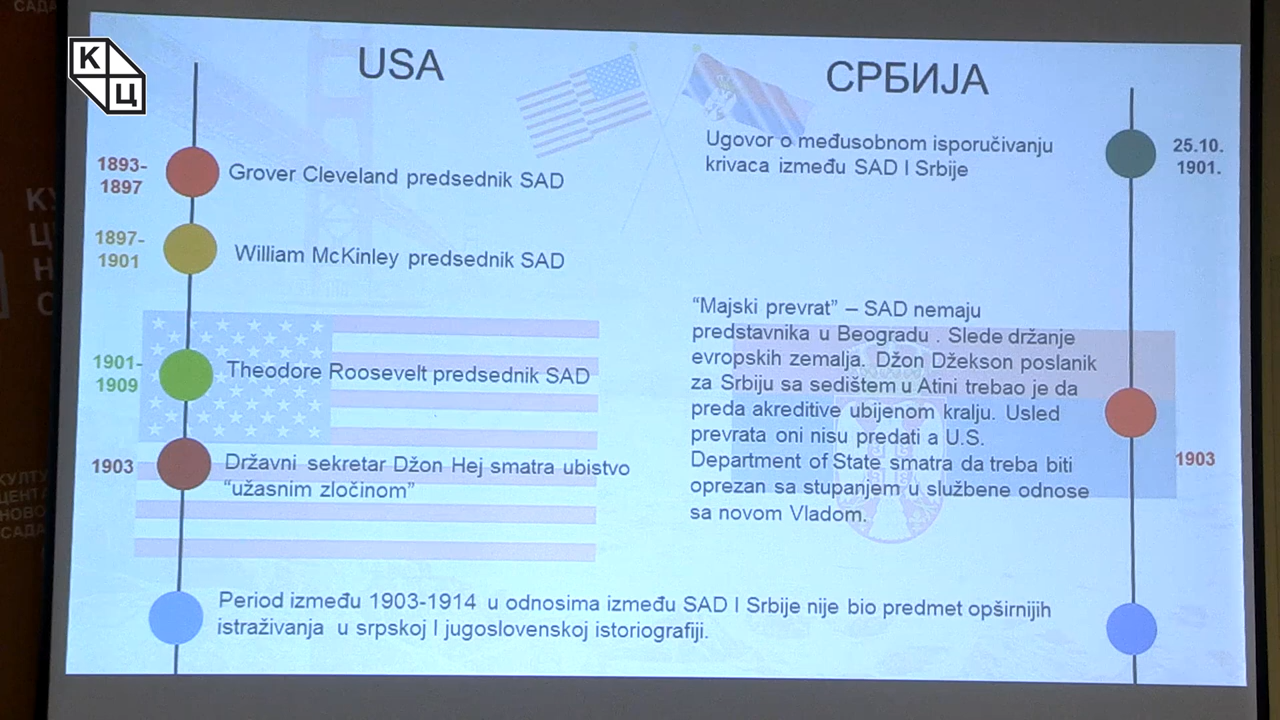 К
Ц
USA
1893-
1897
Grover Cleveland predsednik SAD
1897-
1901
William McKinley predsednik SAD
1901-
1909
Theodore Roosevelt predsednik SAD
1903
Državni sekretar Džon Hej smatra ubistvo
“užasnim zločinom”
СРБИЈА
Ugovor o međusobnom isporučivanju
krivaca između SAD I Srbije
25.10.
1901.
“Majski prevrat” – SAD nemaju
predstavnika u Beogradu . Slede držanje
evropskih zemalja. Džon Džekson poslanik
za Srbiju sa sedištem u Atini trebao je da
preda akreditive ubijenom kralju. Usled
prevrata oni nisu predati a U.S.
Department of State smatra da treba biti
oprezan sa stupanjem u službene odnose
sa novom Vladom.
1903
Period između 1903-1914 u odnosima između SAD I Srbije nije bio predmet opširnijih
istraživanja u srpskoj I jugoslovenskoj istoriografiji.